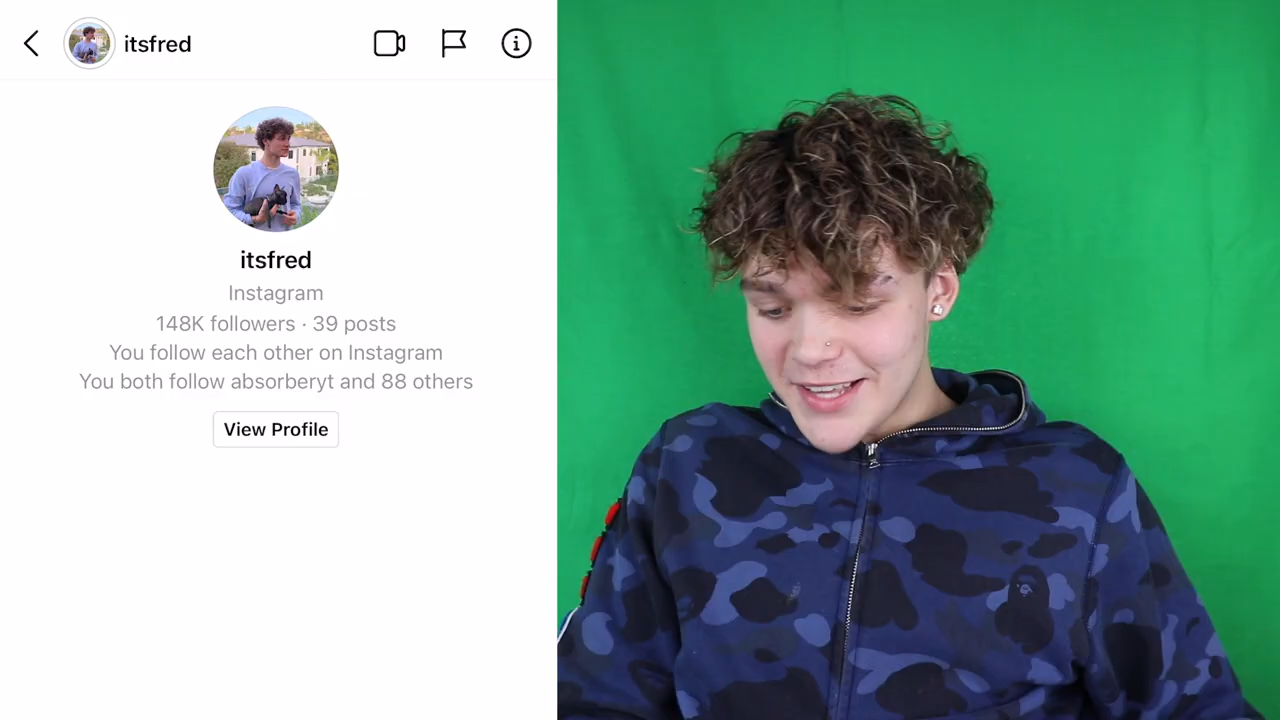 itsfred
itsfred
Instagram
148K followers · 39 posts
You follow each other on Instagram
You both follow absorberyt and 88 others
View Profile